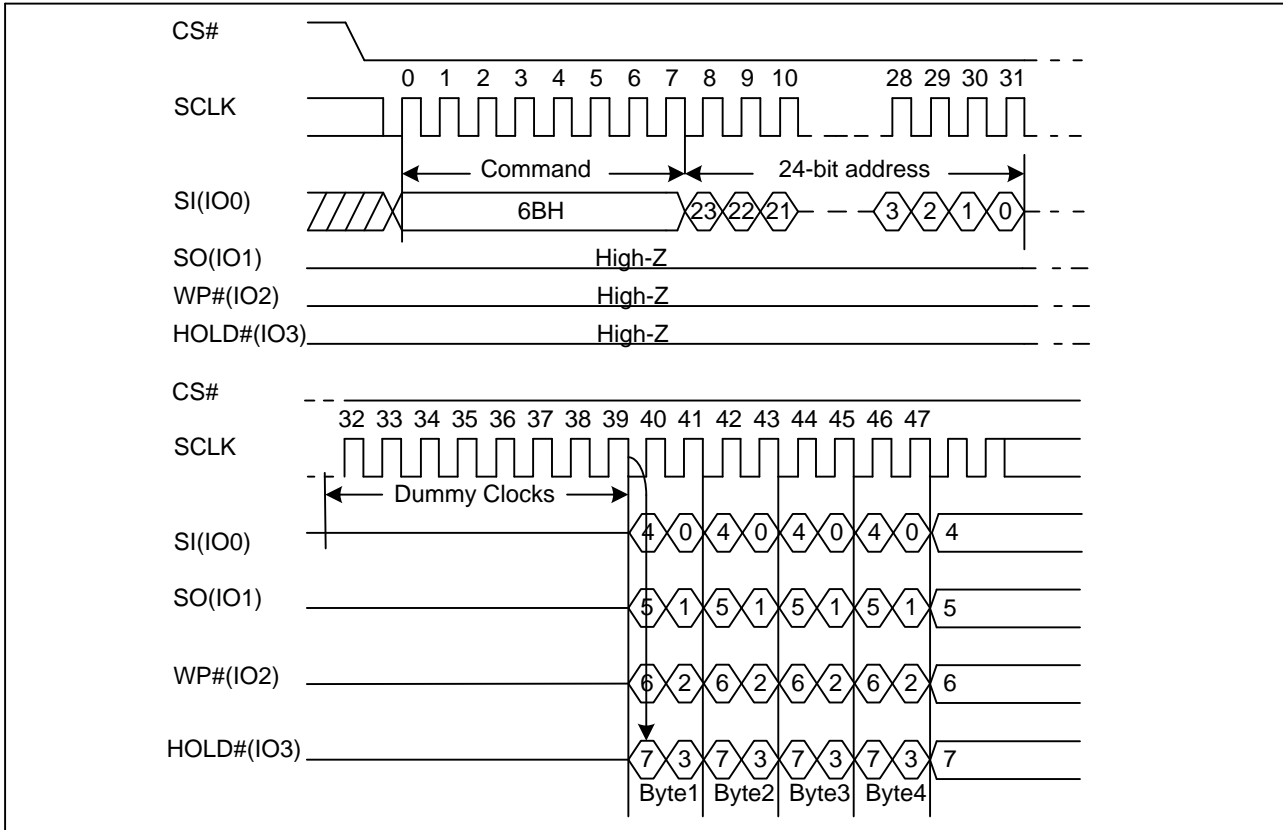 CS#
0 1 2 3 4 5 6 7 8 9 10 28 29 30 31
SCLK
Command 24-bit address
SI(IO0) 6BH 23 22 21 3 2 1 0
SO(IO1) High-Z
WP#(IO2) High-Z
HOLD#(IO3) High-Z
CS#
32 33 34 35 36 37 38 39 40 41 42 43 44 45 46 47
SCLK
Dummy Clocks
SI(IO0) 4 0 4 0 4 0 4 0 4
SO(IO1) 5 1 5 1 5 1 5 1 5
WP#(IO2) 6 2 6 2 6 2 6 2 6
HOLD#(IO3) 7 3 7 3 7 3 7 3 7
Byte1 Byte2 Byte3 Byte4